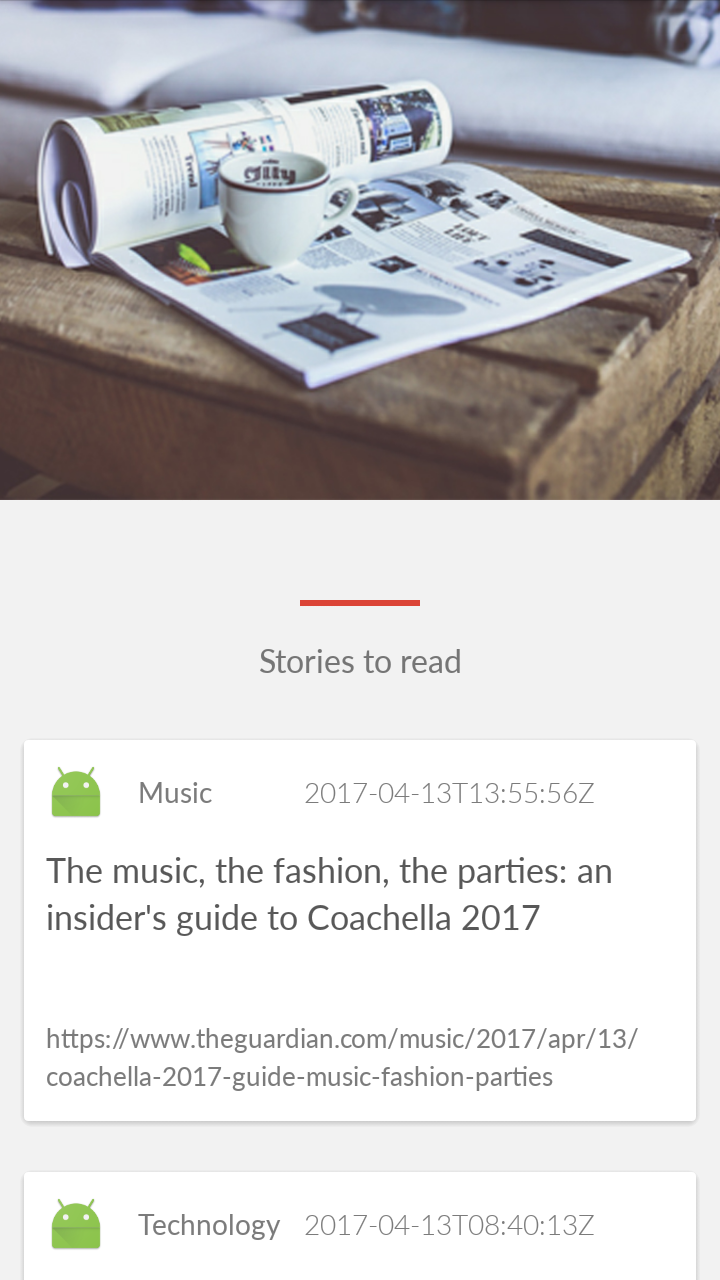 Trend
illy
Stories to read
Music
2017-04-13T13:55:56Z
The music, the fashion, the parties: an
insider's guide to Coachella 2017
https://www.theguardian.com/music/2017/apr/13/
coachella-2017-guide-music-fashion-parties
Technology
2017-04-13T08:40:13Z